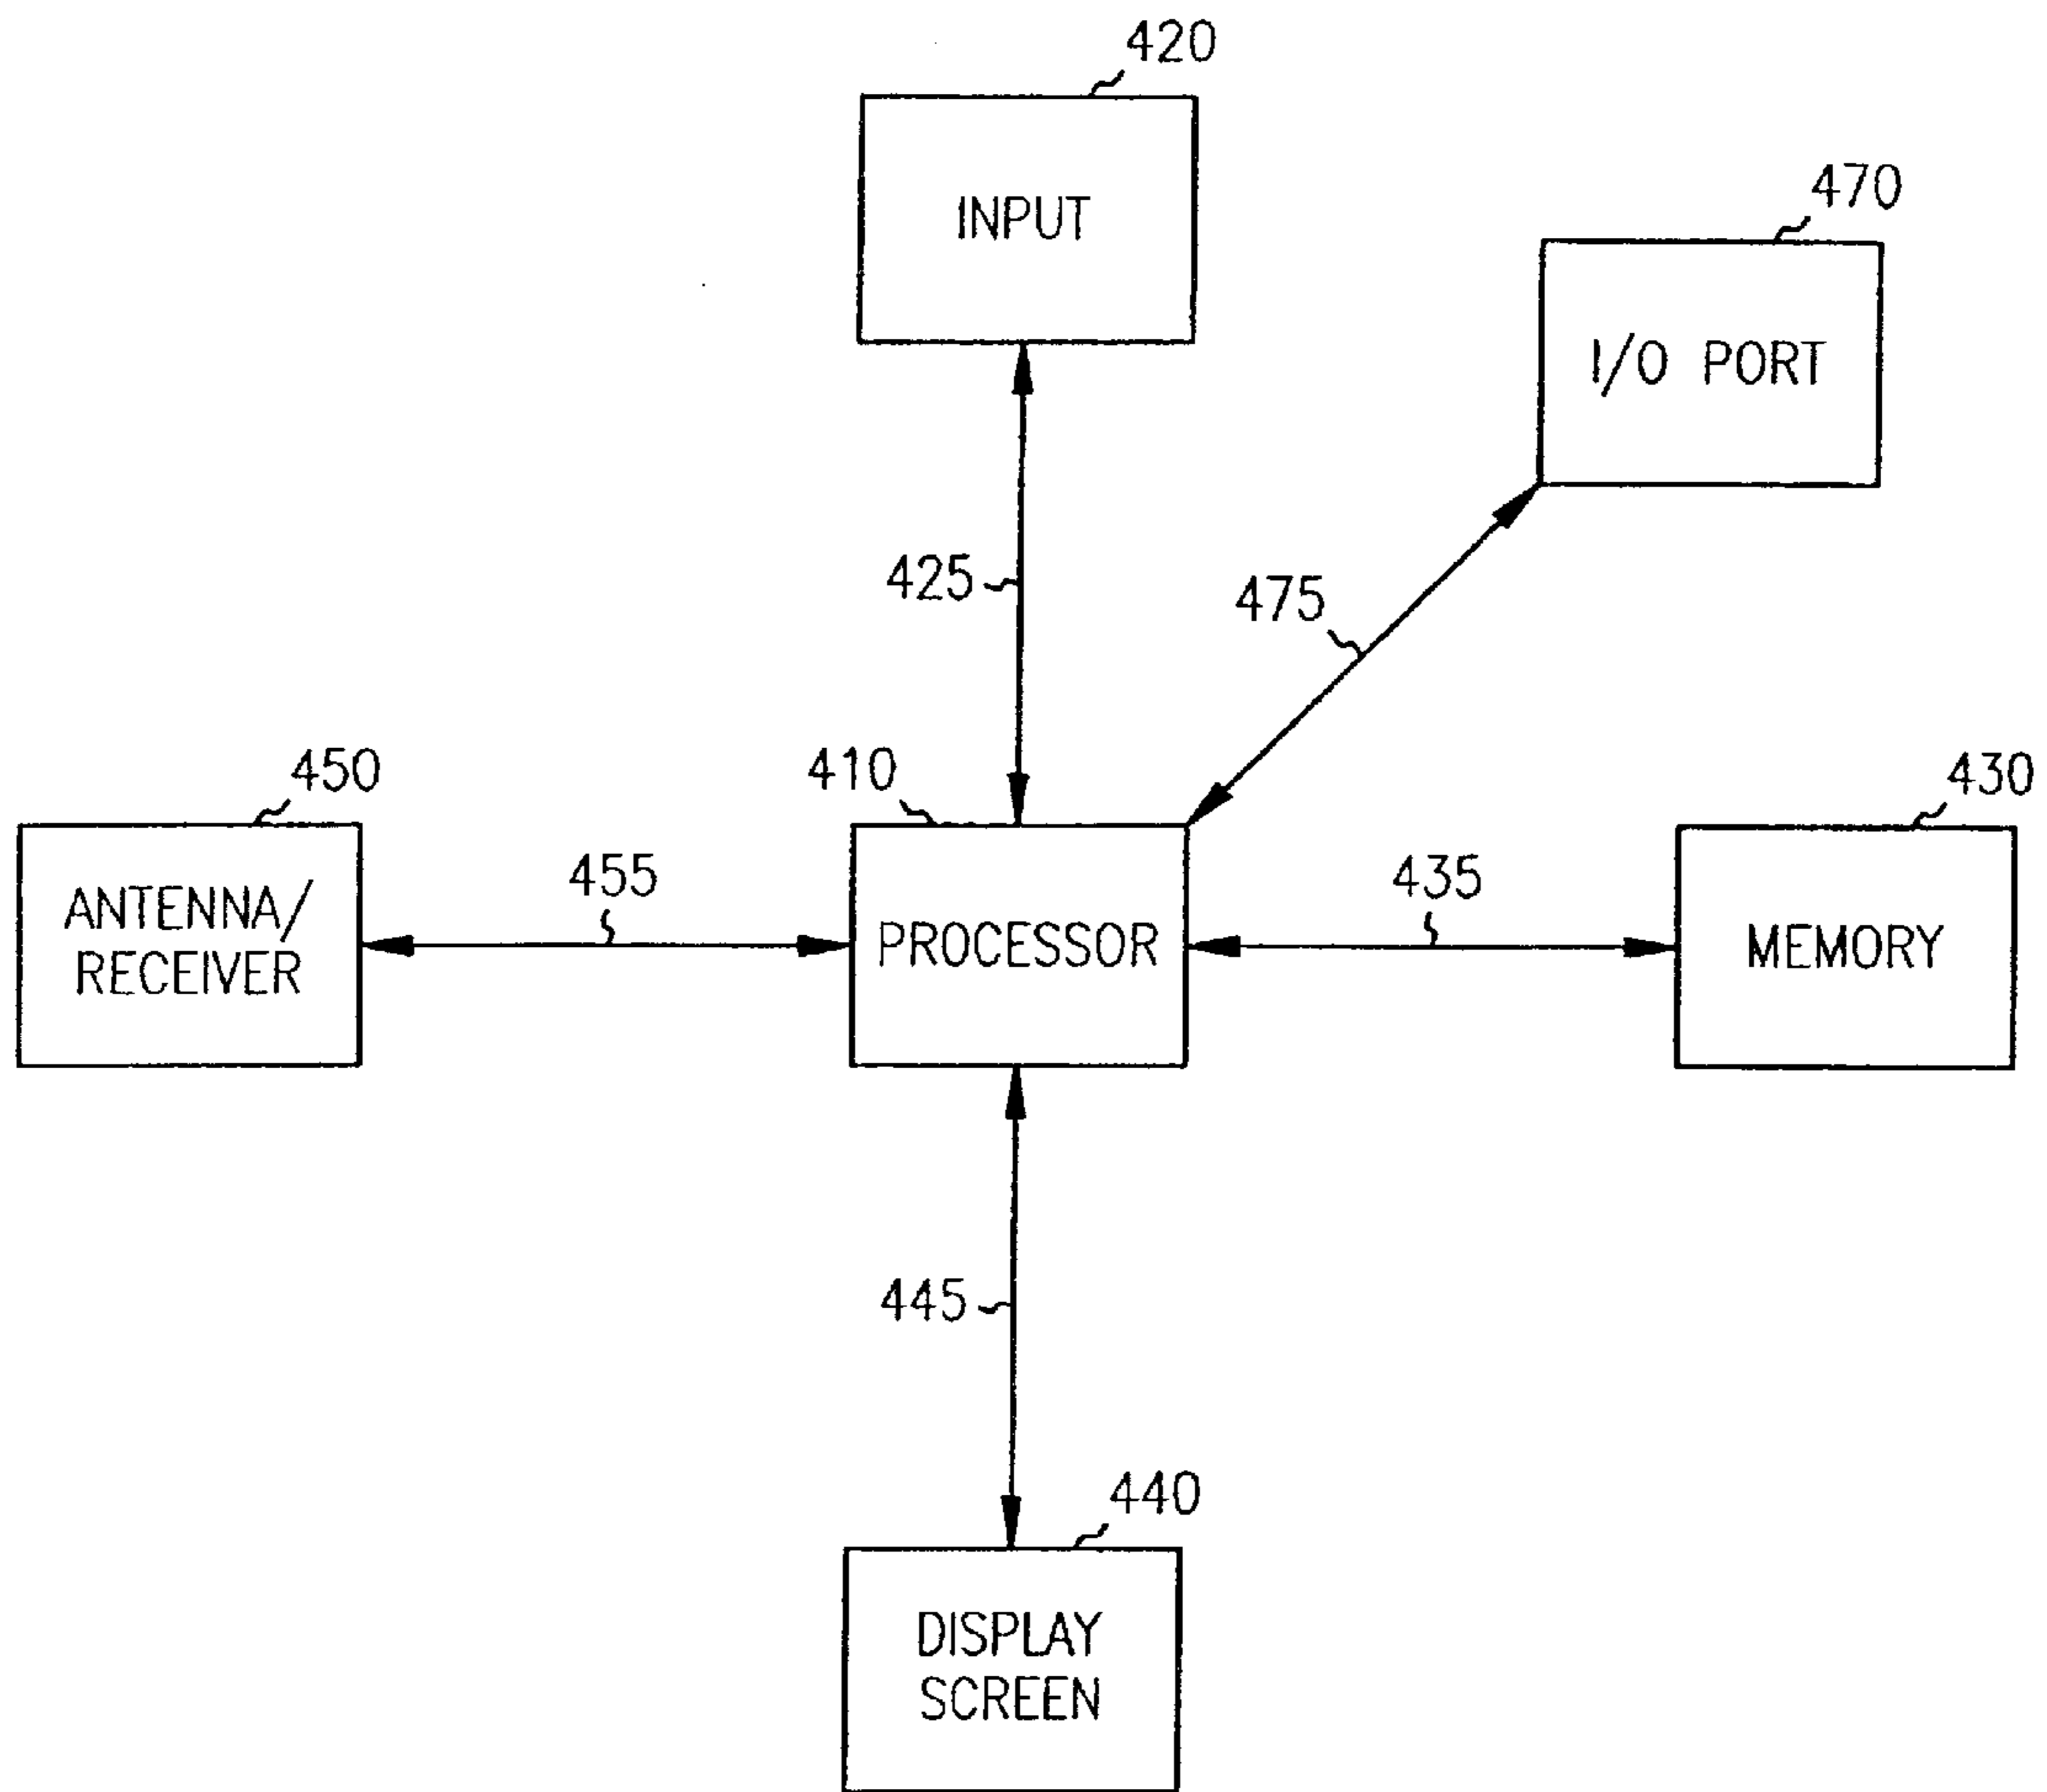 420
INPUT
470
I/O PORT
425
475
450
410
430
ANTENNA/
RECEIVER
455
PROCESSOR
435
MEMORY
445
440
DISPLAY
SCREEN